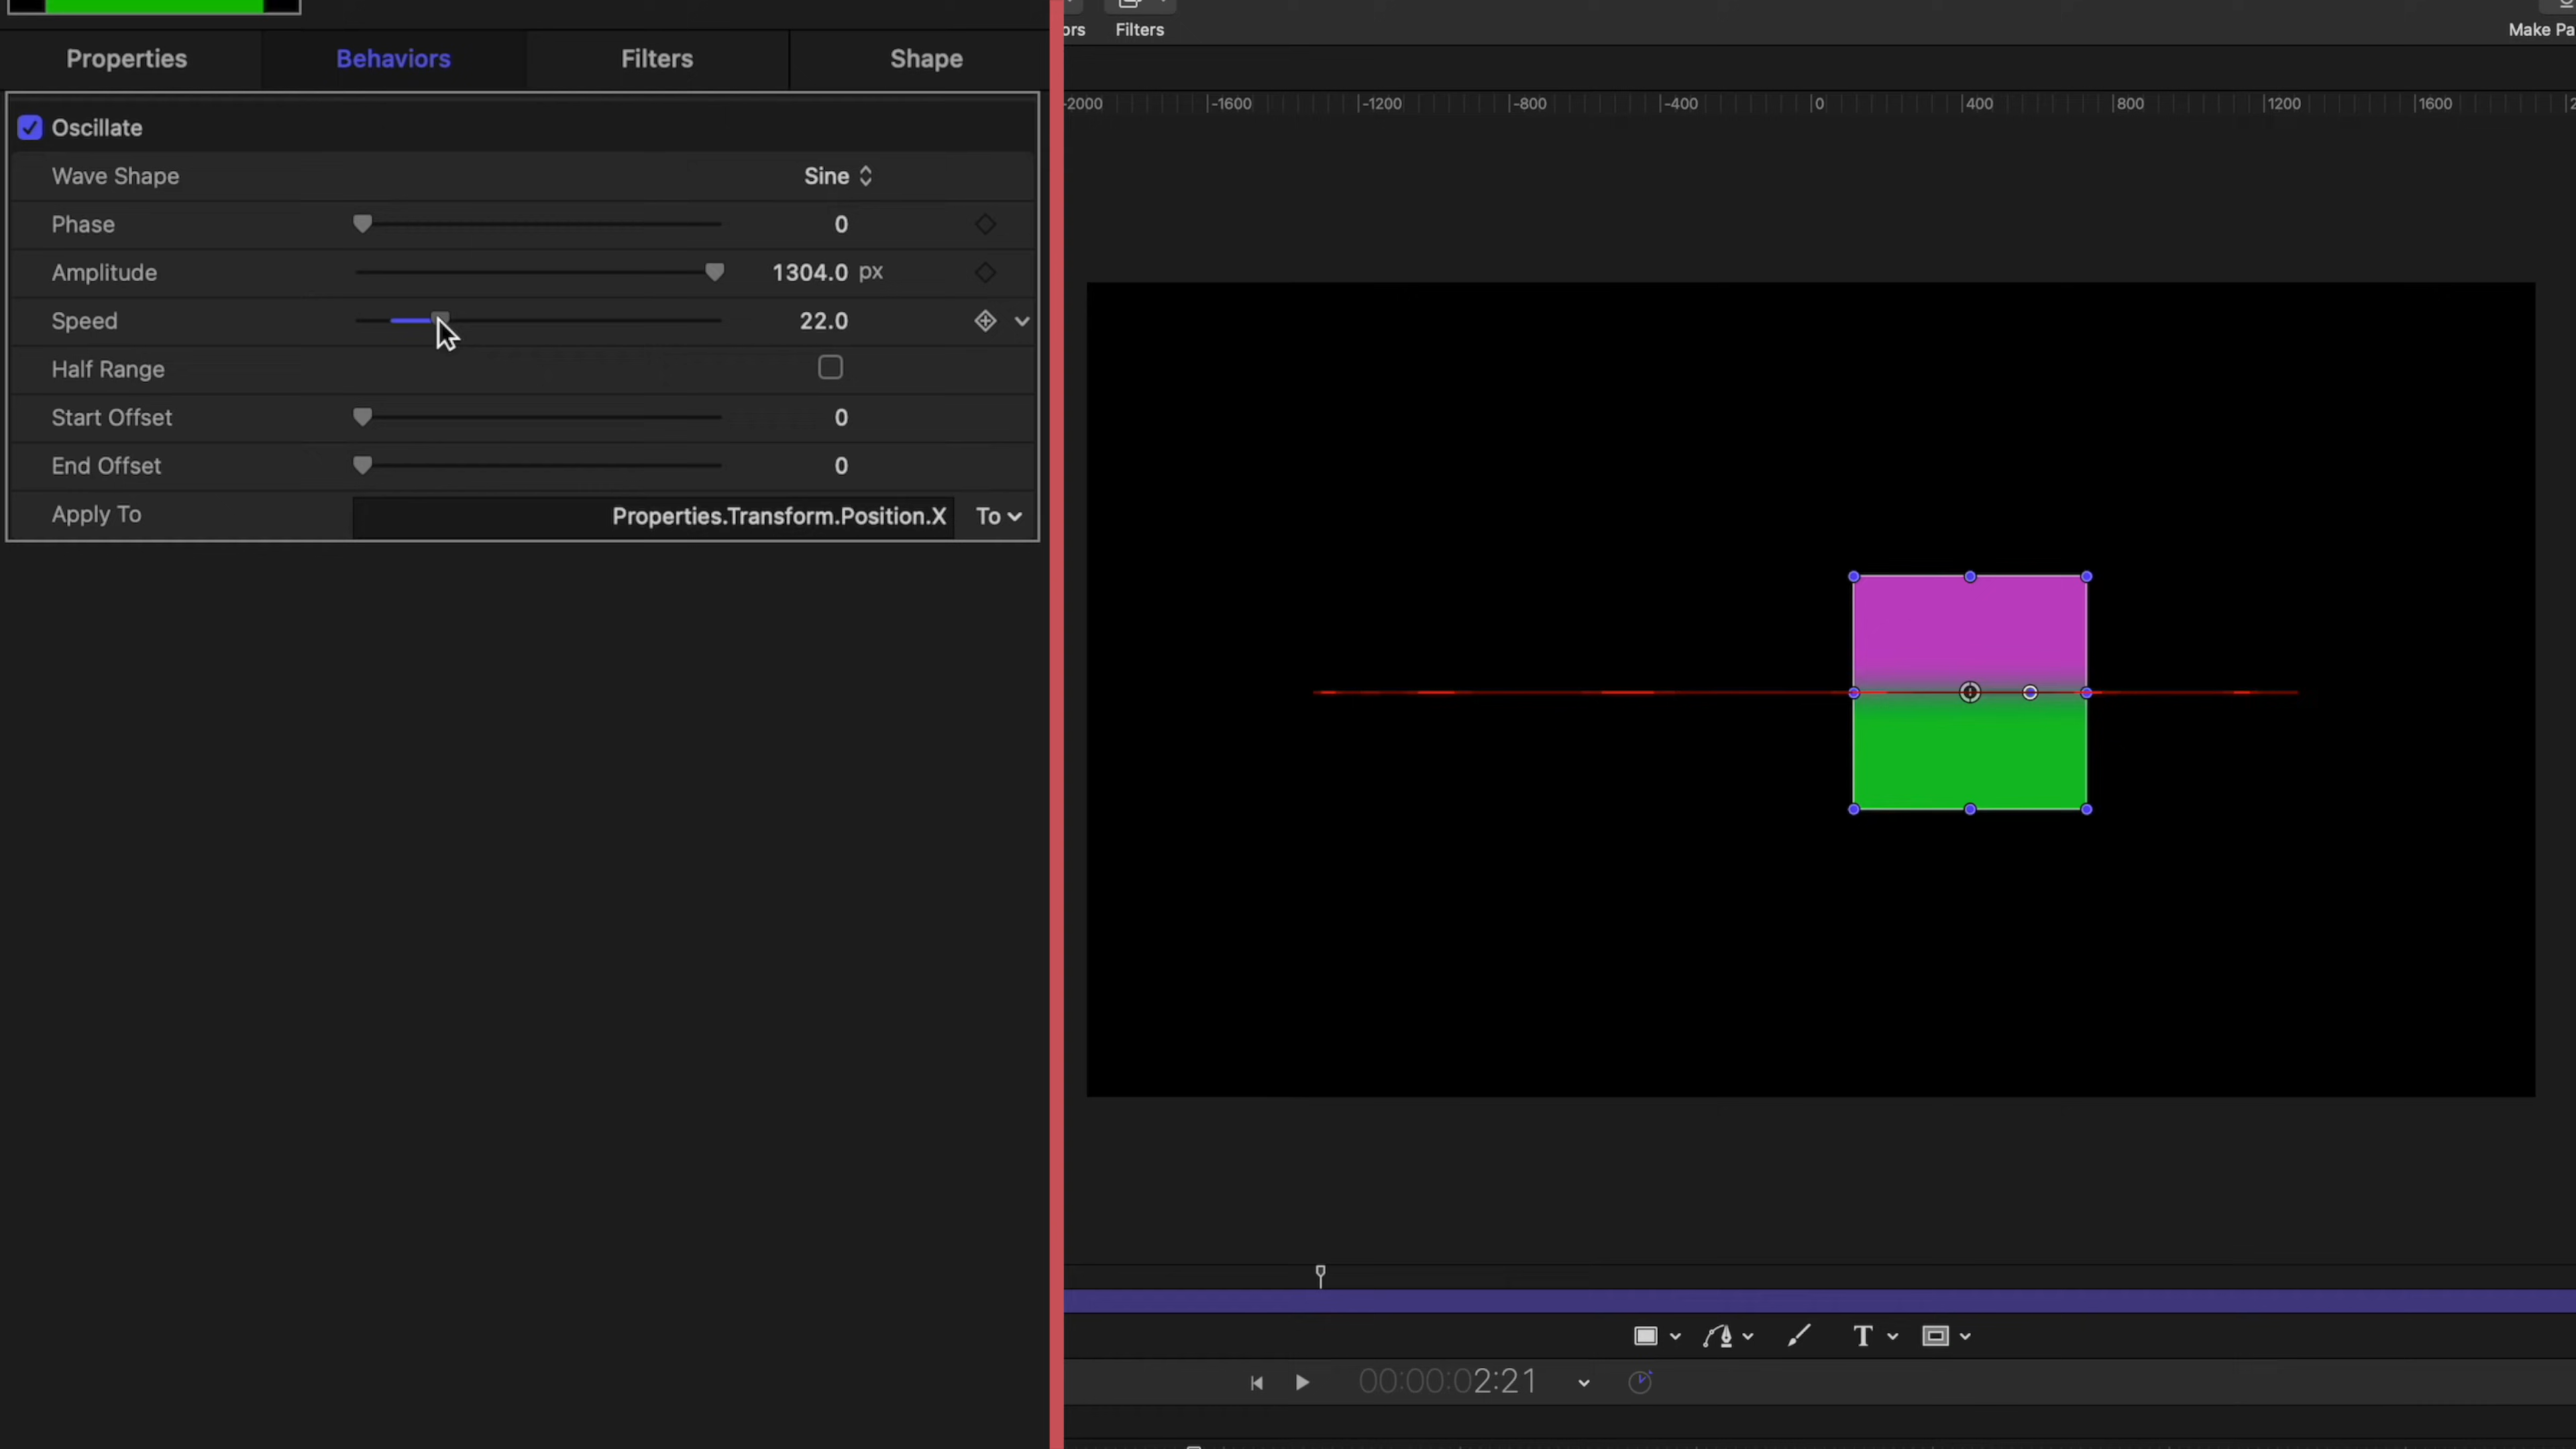 Properties Behaviors Filters Shape
Oscillate
Wave Shape Sine
Phase 0
Amplitude 1304.0 px
Speed 22.0
Half Range
Start Offset 0
End Offset 0
Apply To Properties.Transform.Position.X To
ors Filters Make Pa
-2000 -1600 -1200 -800 -400 0 400 800 1200 1600 2
T
00:00:02:21